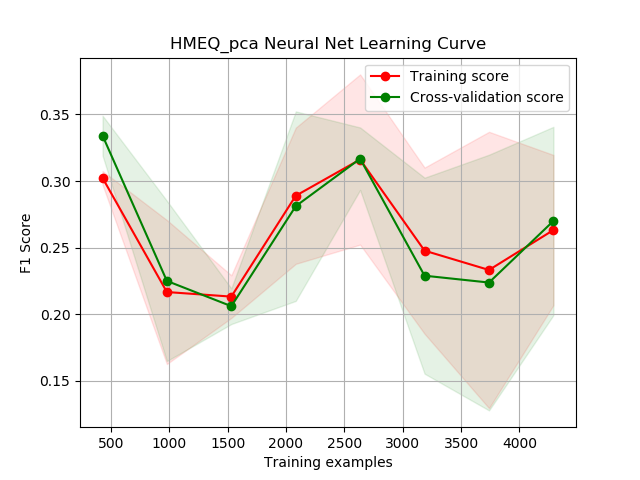 HMEQ_pca Neural Net Learning Curve
Training score
Cross-validation score
F1 Score
0.35
0.30
0.25
0.20
0.15
500 1000 1500 2000 2500 3000 3500 4000
Training examples